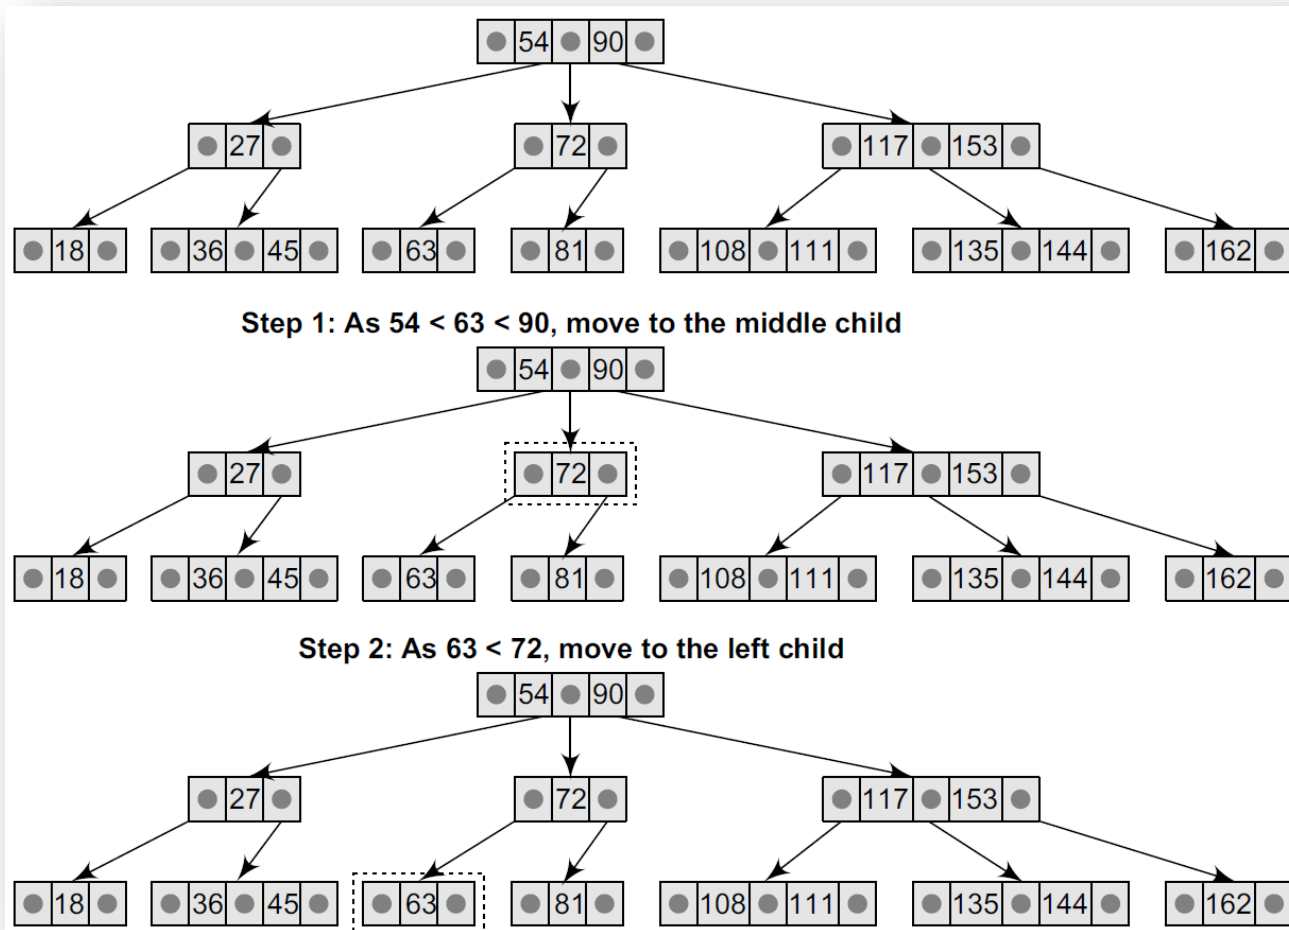 54 90
27 72 117 153
18 36 45 63 81 108 111 135 144 162
Step 1: As 54 < 63 < 90, move to the middle child
54 90
27 72 117 153
18 36 45 63 81 108 111 135 144 162
Step 2: As 63 < 72, move to the left child
54 90
27 72 117 153
18 36 45 63 81 108 111 135 144 162